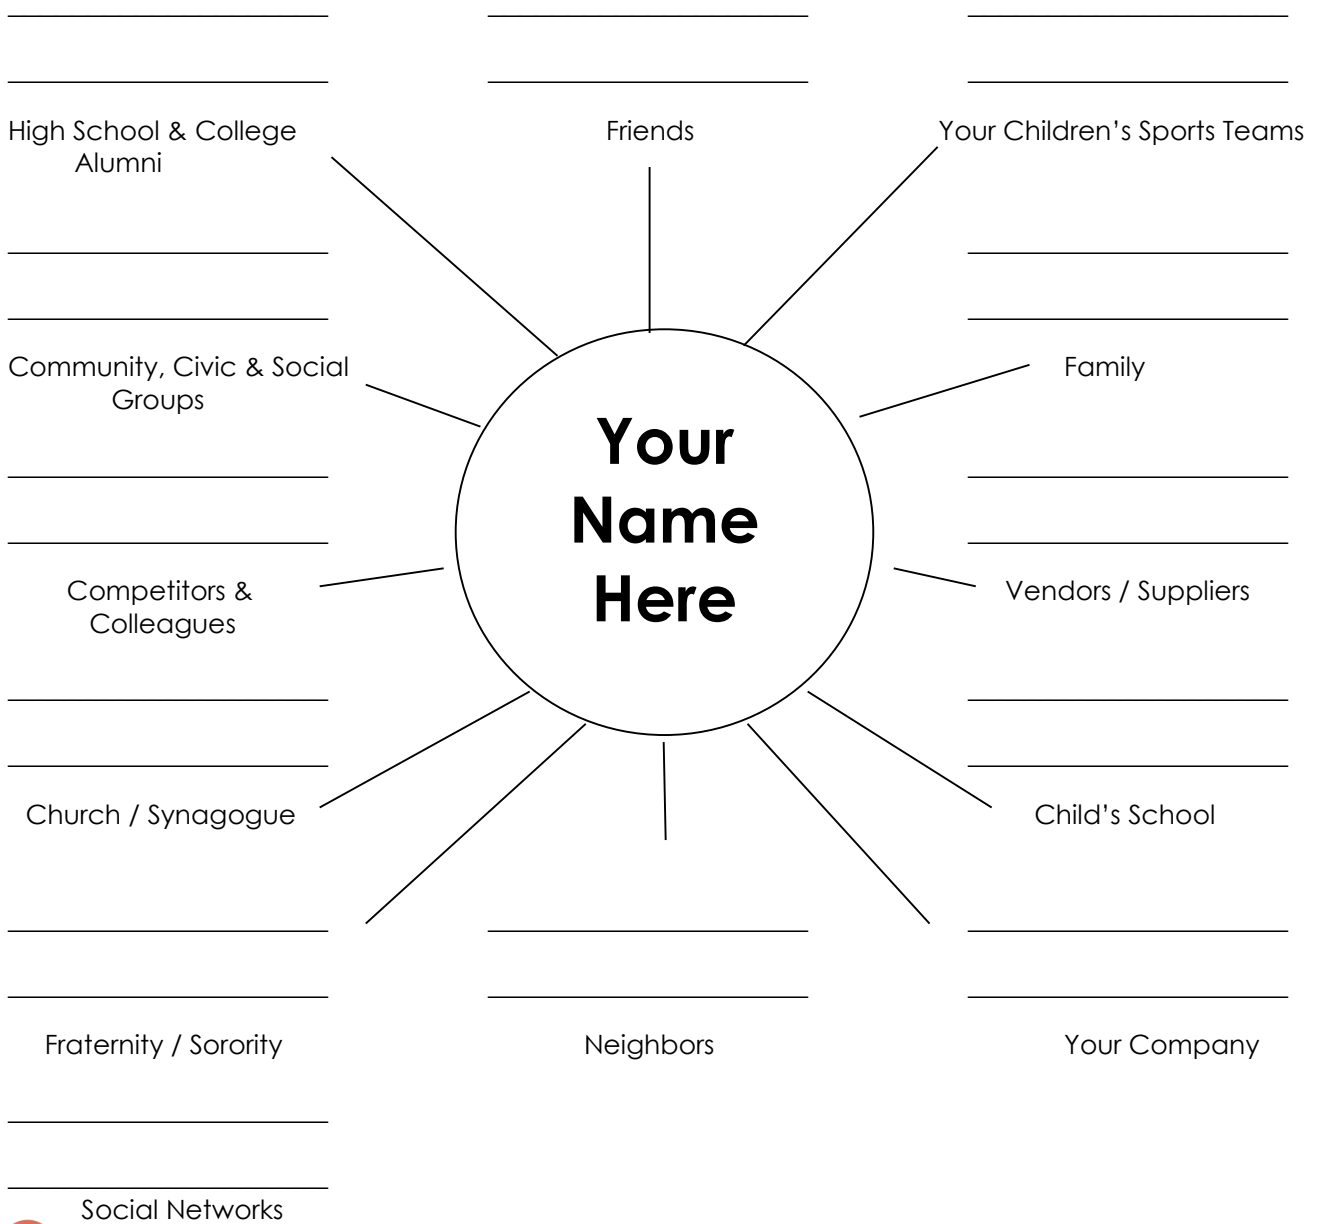 High School & College
Alumni
Friends
Your Children’s Sports Teams
Community, Civic & Social
Groups
Family
Your
Name
Here
Competitors &
Colleagues
Vendors / Suppliers
Church / Synagogue
Child’s School
Fraternity / Sorority
Neighbors
Your Company
Social Networks